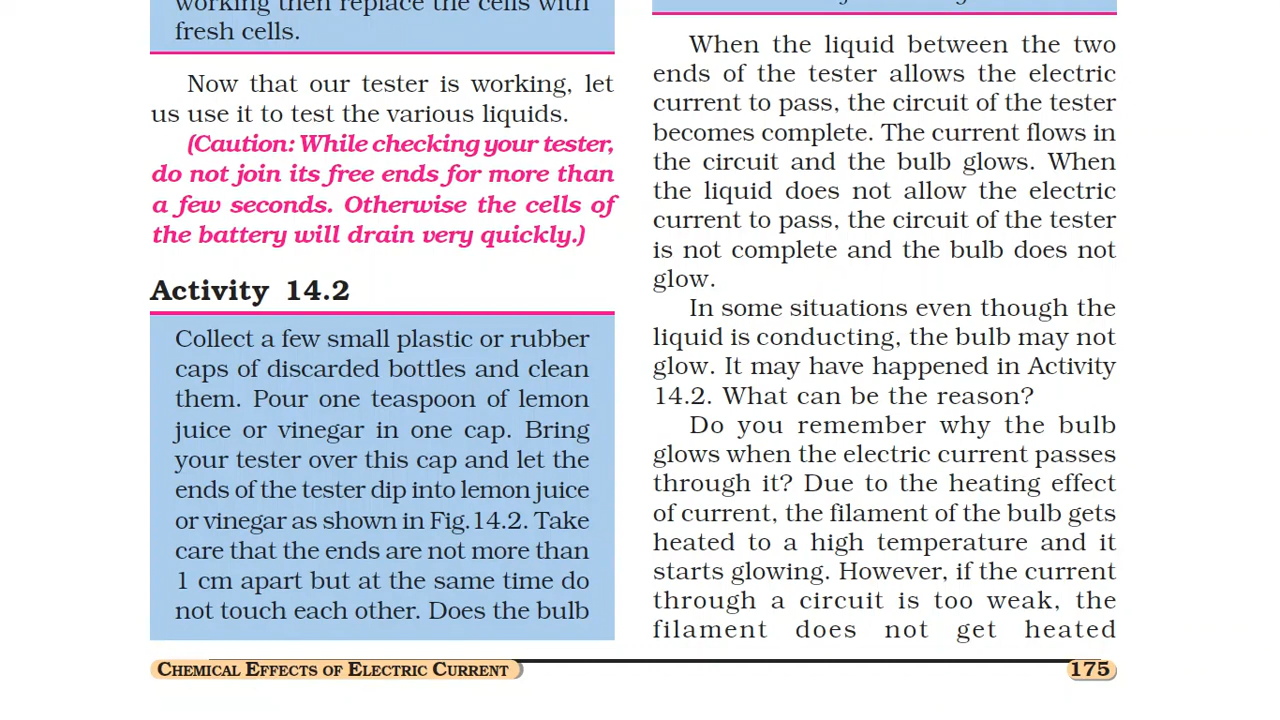 working then replace the cells with
fresh cells.
Now that our tester is working, let
us use it to test the various liquids.
(Caution: While checking your tester,
do not join its free ends for more than
a few seconds. Otherwise the cells of
the battery will drain very quickly.)
Activity 14.2
Collect a few small plastic or rubber
caps of discarded bottles and clean
them. Pour one teaspoon of lemon
juice or vinegar in one cap. Bring
your tester over this cap and let the
ends of the tester dip into lemon juice
or vinegar as shown in Fig.14.2. Take
care that the ends are not more than
1 cm apart but at the same time do
not touch each other. Does the bulb
When the liquid between the two
ends of the tester allows the electric
current to pass, the circuit of the tester
becomes complete. The current flows in
the circuit and the bulb glows. When
the liquid does not allow the electric
current to pass, the circuit of the tester
is not complete and the bulb does not
glow.
In some situations even though the
liquid is conducting, the bulb may not
glow. It may have happened in Activity
14.2. What can be the reason?
Do you remember why the bulb
glows when the electric current passes
through it? Due to the heating effect
of current, the filament of the bulb gets
heated to a high temperature and it
starts glowing. However, if the current
through a circuit is too weak, the
filament does not get heated
CHEMICAL EFFECTS OF ELECTRIC CURRENT
175